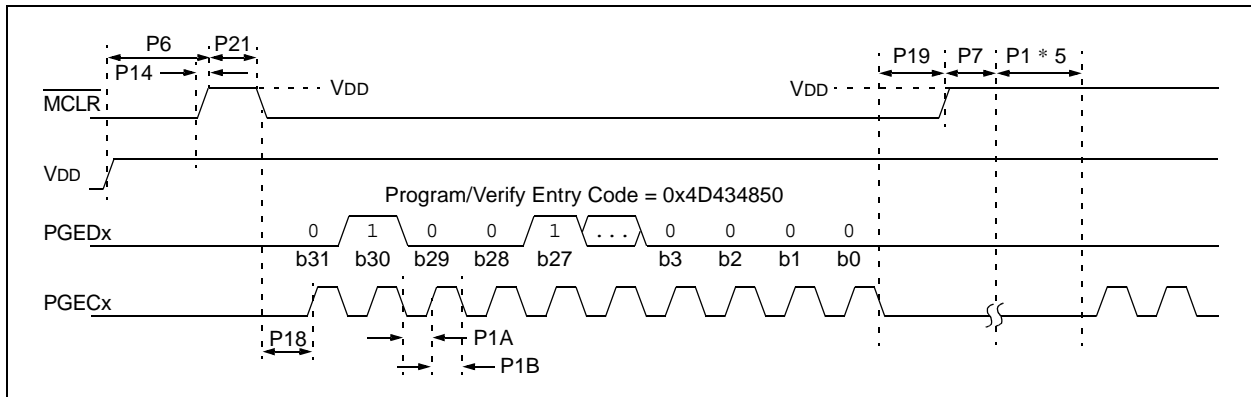 P6 P21 P19 P7 P1 * 5
P14
VDD VDD
MCLR
VDD
Program/Verify Entry Code = 0x4D434850
PGEDx 0 1 0 0 1 ... 0 0 0 0
b31 b30 b29 b28 b27 b3 b2 b1 b0
PGECx
P18 P1A
P1B